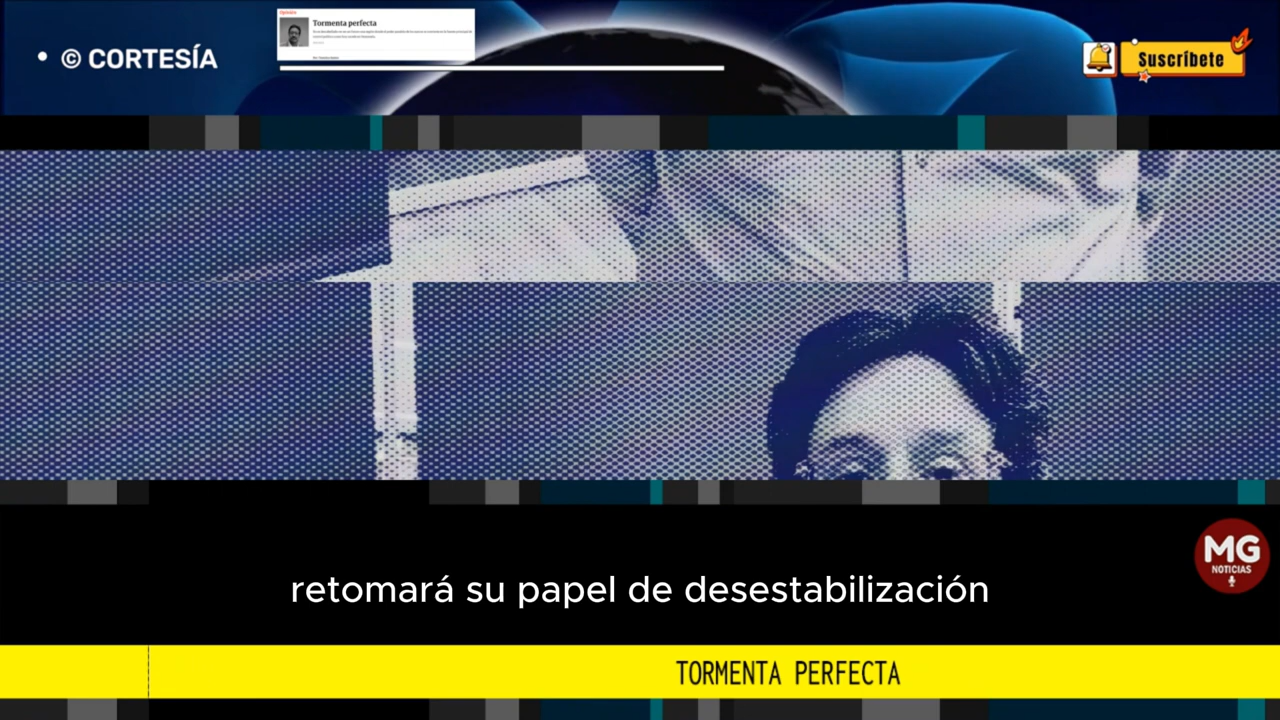 • © CORTESÍA
Opinión
Tormenta perfecta
Suscríbete
retomará su papel de desestabilización
MG
NOTICIAS
TORMENTA PERFECTA